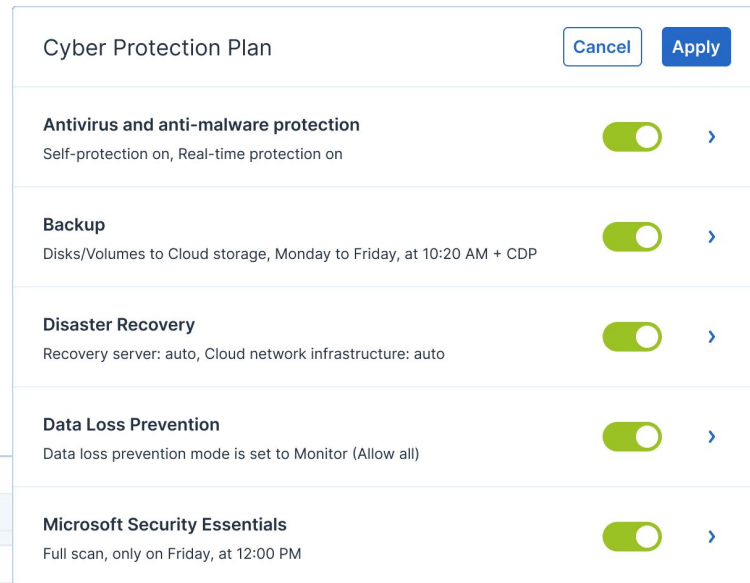 Cyber Protection Plan
Cancel
Apply
Antivirus and anti-malware protection
Self-protection on, Real-time protection on
Backup
Disks/Volumes to Cloud storage, Monday to Friday, at 10:20 AM + CDP
Disaster Recovery
Recovery server: auto, Cloud network infrastructure: auto
Data Loss Prevention
Data loss prevention mode is set to Monitor (Allow all)
Microsoft Security Essentials
Full scan, only on Friday, at 12:00 PM